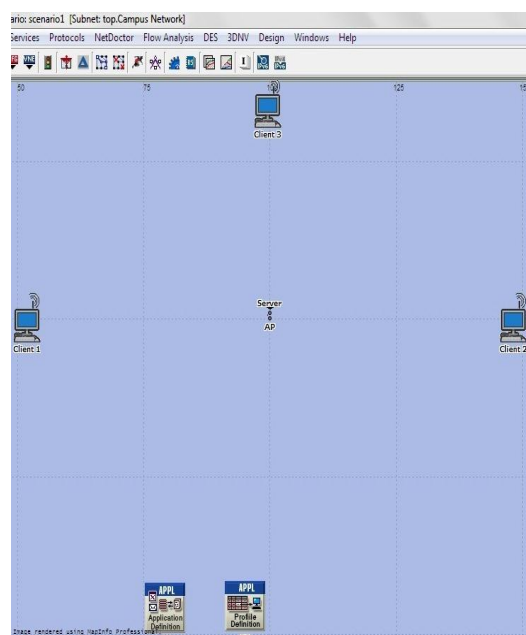 ario: scenario1 [Subnet: top.Campus Network]
Services Protocols NetDoctor Flow Analysis DES 3DNV Design Windows Help
50 75 100 125
Client 3
Server
AP
Client 1
Client 2
APPL
Application Definition
APPL
Profile Definition
Image rendered using MapInfo Professional